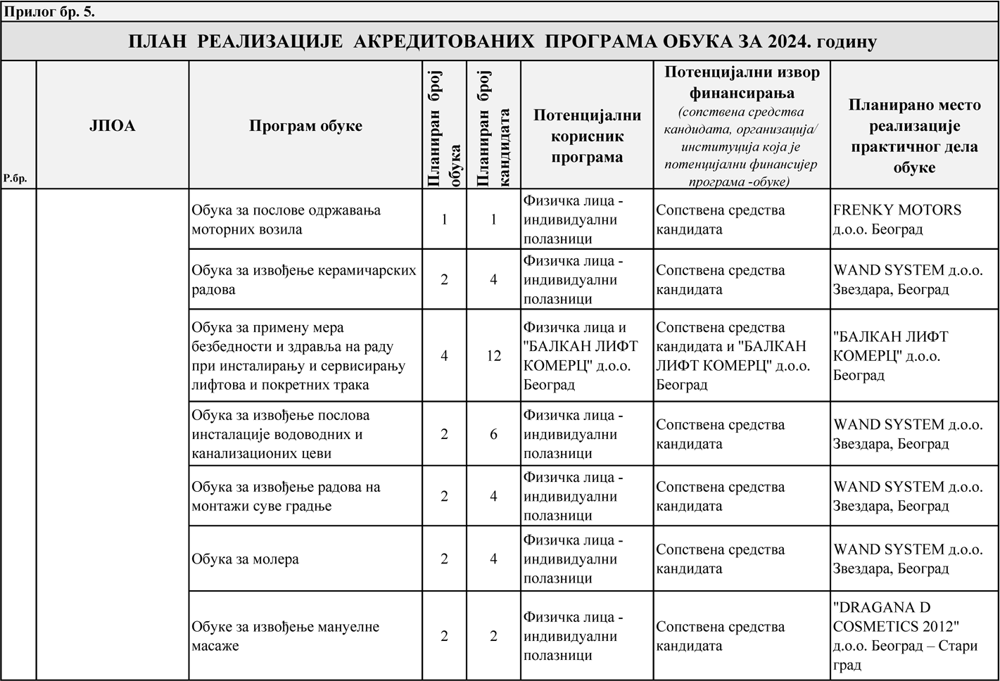 Прилог бр. 5.
ПЛАН РЕАЛИЗАЦИЈЕ АКРЕДИТОВАНИХ ПРОГРАМА ОБУКА ЗА 2024. годину
Р.бр.
ЈПОА
Програм обуке
Планиран број
обука
Планиран број
кандидата
Потенцијални
корисник
програма
Потенцијални извор
финансирања
(сопствена средства
кандидата, организација/
институција која је
потенцијални финансијер
програма -обуке)
Планирано место
реализације
практичног дела
обуке
Обука за послове одржавања
моторних возила
1
1
Физичка лица -
индивидуални
полазници
Сопствена средства
кандидата
FRENKY MOTORS
д.о.о. Београд
Обука за извођење керамичарских
радова
2
4
Физичка лица -
индивидуални
полазници
Сопствена средства
кандидата
WAND SYSTEM д.о.о.
Звездара, Београд
Обука за примену мера
безбедности и здравља на раду
при инсталирању и сервисирању
лифтова и покретних трака
4
12
Физичка лица и
"БАЛКАН ЛИФТ
КОМЕРЦ" д.о.о.
Београд
Сопствена средства
кандидата и "БАЛКАН
ЛИФТ КОМЕРЦ" д.о.о.
Београд
"БАЛКАН ЛИФТ
КОМЕРЦ" д.о.о.
Београд
Обука за извођење послова
инсталације водоводних и
канализационих цеви
2
6
Физичка лица -
индивидуални
полазници
Сопствена средства
кандидата
WAND SYSTEM д.о.о.
Звездара, Београд
Обука за извођење радова на
монтажи суве градње
2
4
Физичка лица -
индивидуални
полазници
Сопствена средства
кандидата
WAND SYSTEM д.о.о.
Звездара, Београд
Обука за молера
2
4
Физичка лица -
индивидуални
полазници
Сопствена средства
кандидата
WAND SYSTEM д.о.о.
Звездара, Београд
Обуке за извођење мануелне
масаже
2
2
Физичка лица -
индивидуални
полазници
Сопствена средства
кандидата
"DRAGANA D
COSMETICS 2012"
д.о.о. Београд – Стари
град